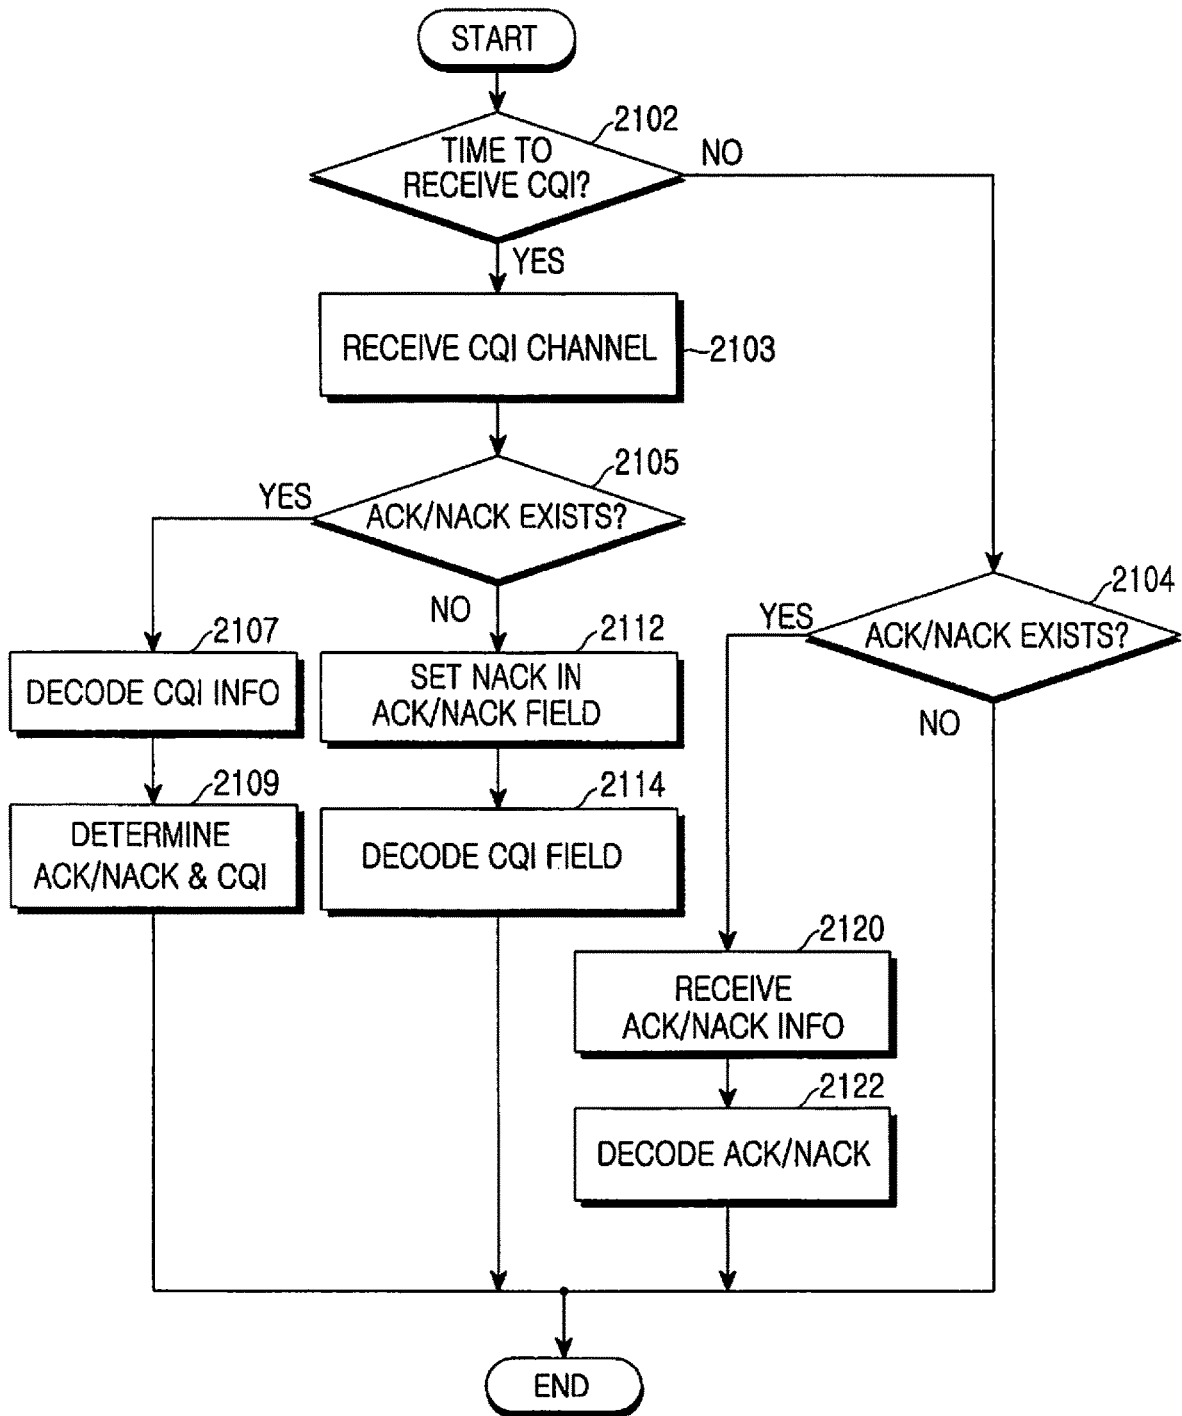 START
2102
TIME TO
RECEIVE CQI?
NO
YES
RECEIVE CQI CHANNEL
2103
2105
YES
ACK/NACK EXISTS?
NO
2104
YES
ACK/NACK EXISTS?
NO
2107
DECODE CQI INFO
2112
SET NACK IN
ACK/NACK FIELD
2109
DETERMINE
ACK/NACK & CQI
2114
DECODE CQI FIELD
2120
RECEIVE
ACK/NACK INFO
2122
DECODE ACK/NACK
END